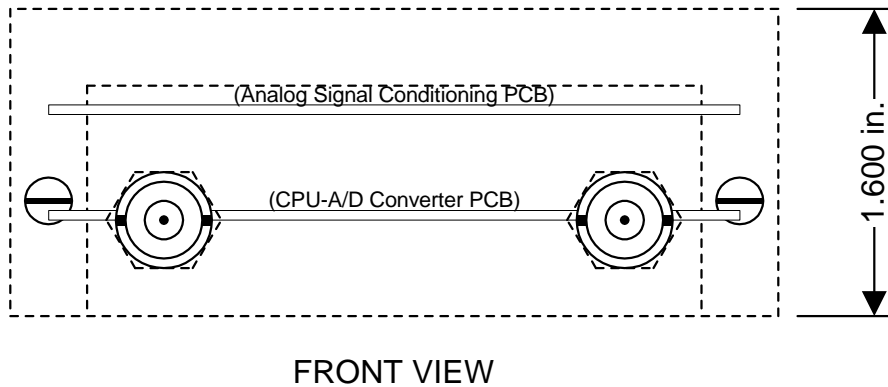 (Analog Signal Conditioning PCB)
(CPU-A/D Converter PCB)
1.600 in.
FRONT VIEW